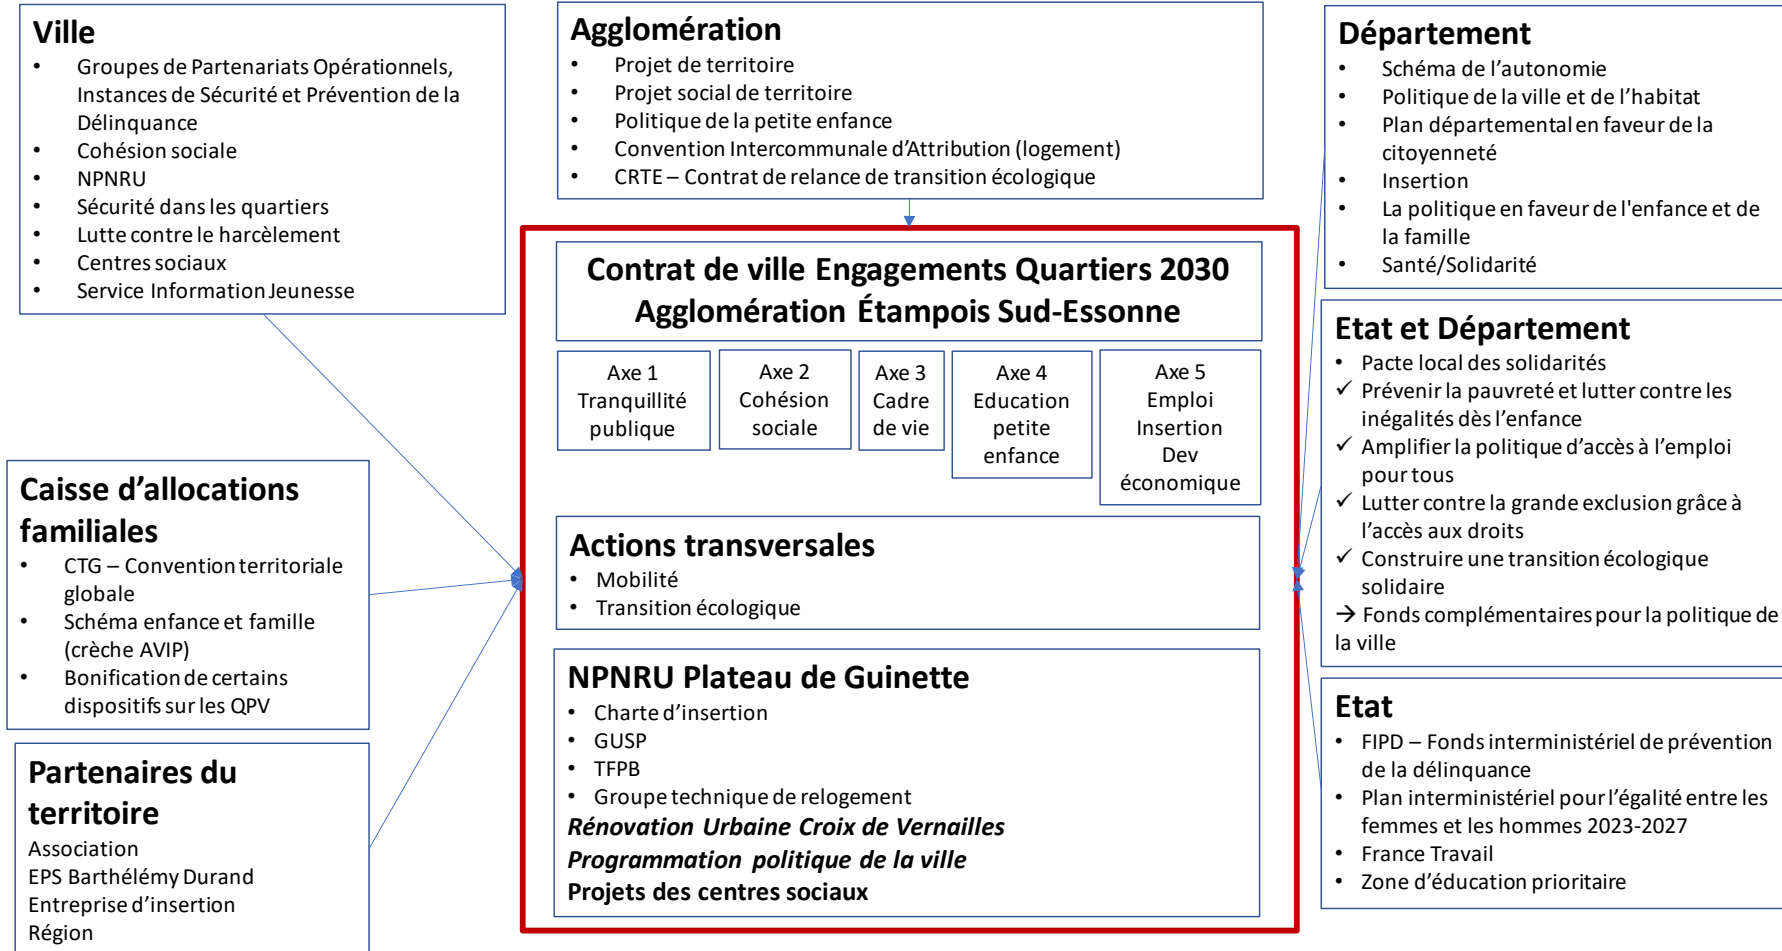 Ville
• Groupes de Partenariats Opérationnels,
Instances de Sécurité et Prévention de la
Délinquance
• Cohésion sociale
• NPNRU
• Sécurité dans les quartiers
• Lutte contre le harcèlement
• Centres sociaux
• Service Information Jeunesse
Agglomération
• Projet de territoire
• Projet social de territoire
• Politique de la petite enfance
• Convention Intercommunale d'Attribution (logement)
• CRTE – Contrat de relance de transition écologique
Département
• Schéma de l'autonomie
• Politique de la ville et de l'habitat
• Plan départemental en faveur de la
citoyenneté
• Insertion
• La politique en faveur de l'enfance et de
la famille
• Santé/Solidarité
Contrat de ville Engagements Quartiers 2030
Agglomération Étampois Sud-Essonne
Axe 1
Tranquillité
publique
Axe 2
Cohésion
sociale
Axe 3
Cadre
de vie
Axe 4
Education
petite
enfance
Axe 5
Emploi
Insertion
Dev
économique
Actions transversales
• Mobilité
• Transition écologique
NPNRU Plateau de Guinette
• Charte d'insertion
• GUSP
• TFPB
• Groupe technique de relogement
Rénovation Urbaine Croix de Vernailles
Programmation politique de la ville
Projets des centres sociaux
Caisse d'allocations
familiales
• CTG – Convention territoriale
globale
• Schéma enfance et famille
(crèche AVIP)
• Bonification de certains
dispositifs sur les QPV
Partenaires du
territoire
Association
EPS Barthélémy Durand
Entreprise d'insertion
Région
Etat et Département
• Pacte local des solidarités
✓ Prévenir la pauvreté et lutter contre les
inégalités dès l'enfance
✓ Amplifier la politique d'accès à l'emploi
pour tous
✓ Lutter contre la grande exclusion grâce à
l'accès aux droits
✓ Construire une transition écologique
solidaire
→ Fonds complémentaires pour la politique de
la ville
Etat
• FIPD – Fonds interministériel de prévention
de la délinquance
• Plan interministériel pour l'égalité entre les
femmes et les hommes 2023-2027
• France Travail
• Zone d'éducation prioritaire